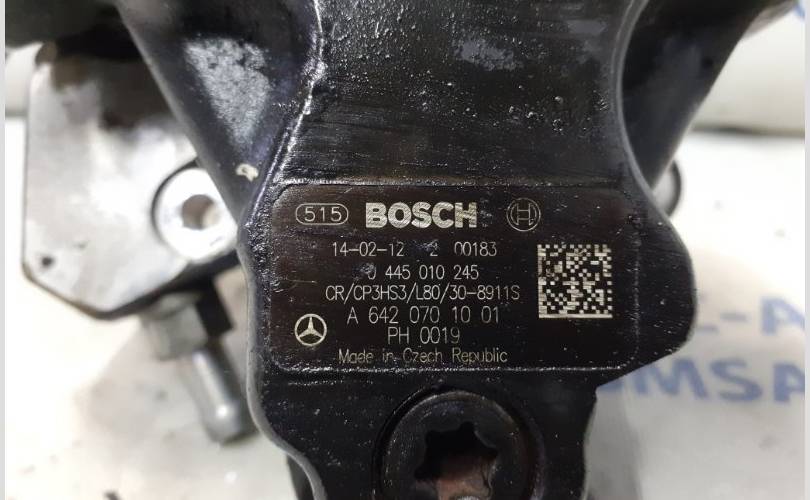 515 BOSCH
14-02-12 2 00183
0 445 010 245
CR/CP3HS3/L80/30-8911S
A 642 070 10 01
PH 0019
Made in Czech Republic